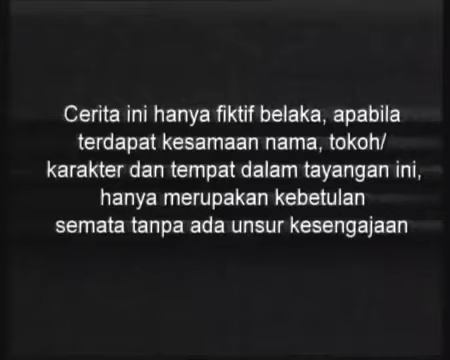 Cerita ini hanya fiktif belaka, apabila
terdapat kesamaan nama, tokoh/
karakter dan tempat dalam tayangan ini,
hanya merupakan kebetulan
semata tanpa ada unsur kesengajaan